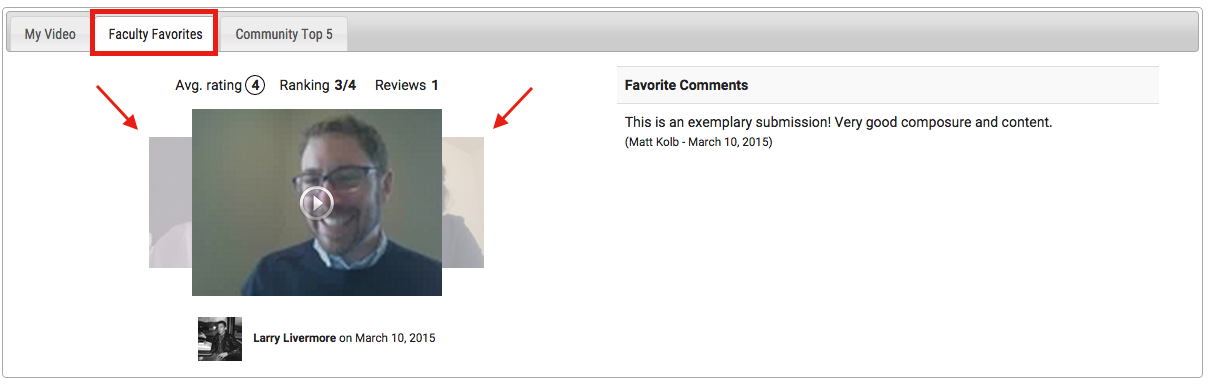 My Video Faculty Favorites Community Top 5
Avg. rating 4 Ranking 3/4 Reviews 1
Larry Livermore on March 10, 2015
Favorite Comments
This is an exemplary submission! Very good composure and content.
(Matt Kolb - March 10, 2015)